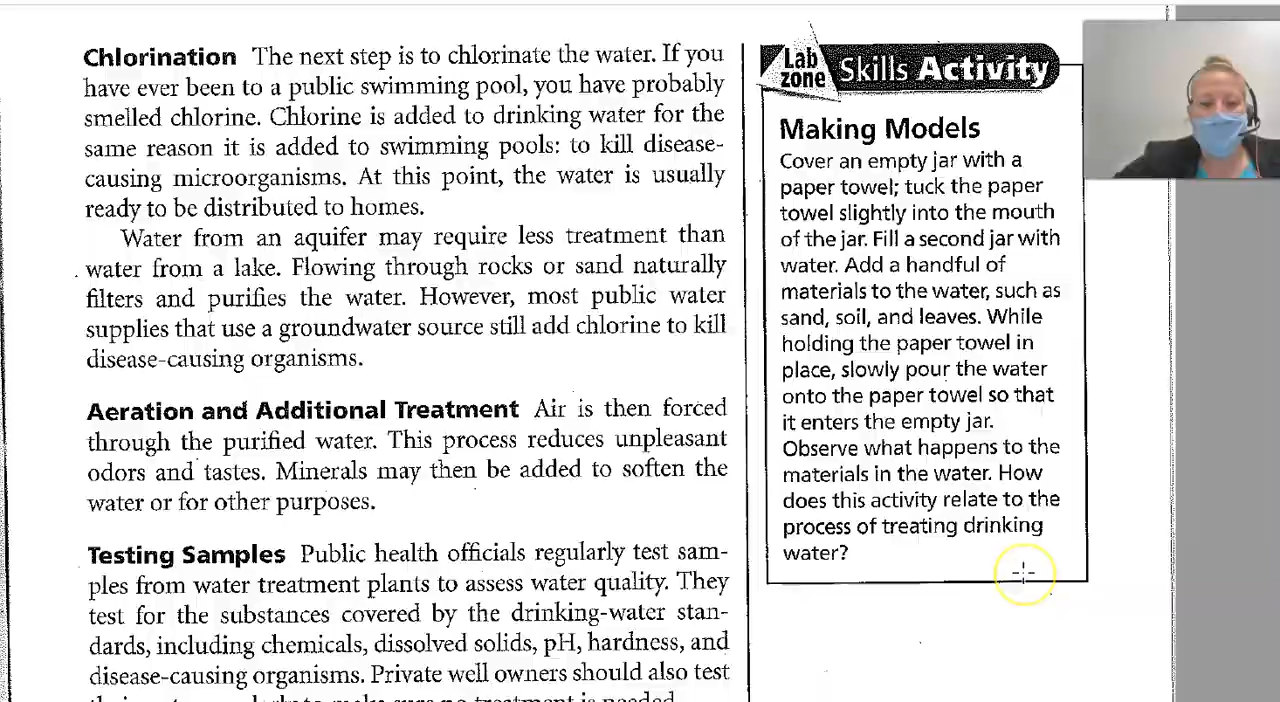 Chlorination The next step is to chlorinate the water. If you
have ever been to a public swimming pool, you have probably
smelled chlorine. Chlorine is added to drinking water for the
same reason it is added to swimming pools: to kill disease-
causing microorganisms. At this point, the water is usually
ready to be distributed to homes.
Water from an aquifer may require less treatment than
water from a lake. Flowing through rocks or sand naturally
filters and purifies the water. However, most public water
supplies that use a groundwater source still add chlorine to kill
disease-causing organisms.
Aeration and Additional Treatment Air is then forced
through the purified water. This process reduces unpleasant
odors and tastes. Minerals may then be added to soften the
water or for other purposes.
Testing Samples Public health officials regularly test sam-
ples from water treatment plants to assess water quality. They
test for the substances covered by the drinking-water stan-
dards, including chemicals, dissolved solids, pH, hardness, and
disease-causing organisms. Private well owners should also test
no treatment is needed
Lab
zone Skills Activity
Making Models
Cover an empty jar with a
paper towel; tuck the paper
towel slightly into the mouth
of the jar. Fill a second jar with
water. Add a handful of
materials to the water, such as
sand, soil, and leaves. While
holding the paper towel in
place, slowly pour the water
onto the paper towel so that
it enters the empty jar.
Observe what happens to the
materials in the water. How
does this activity relate to the
process of treating drinking
water?